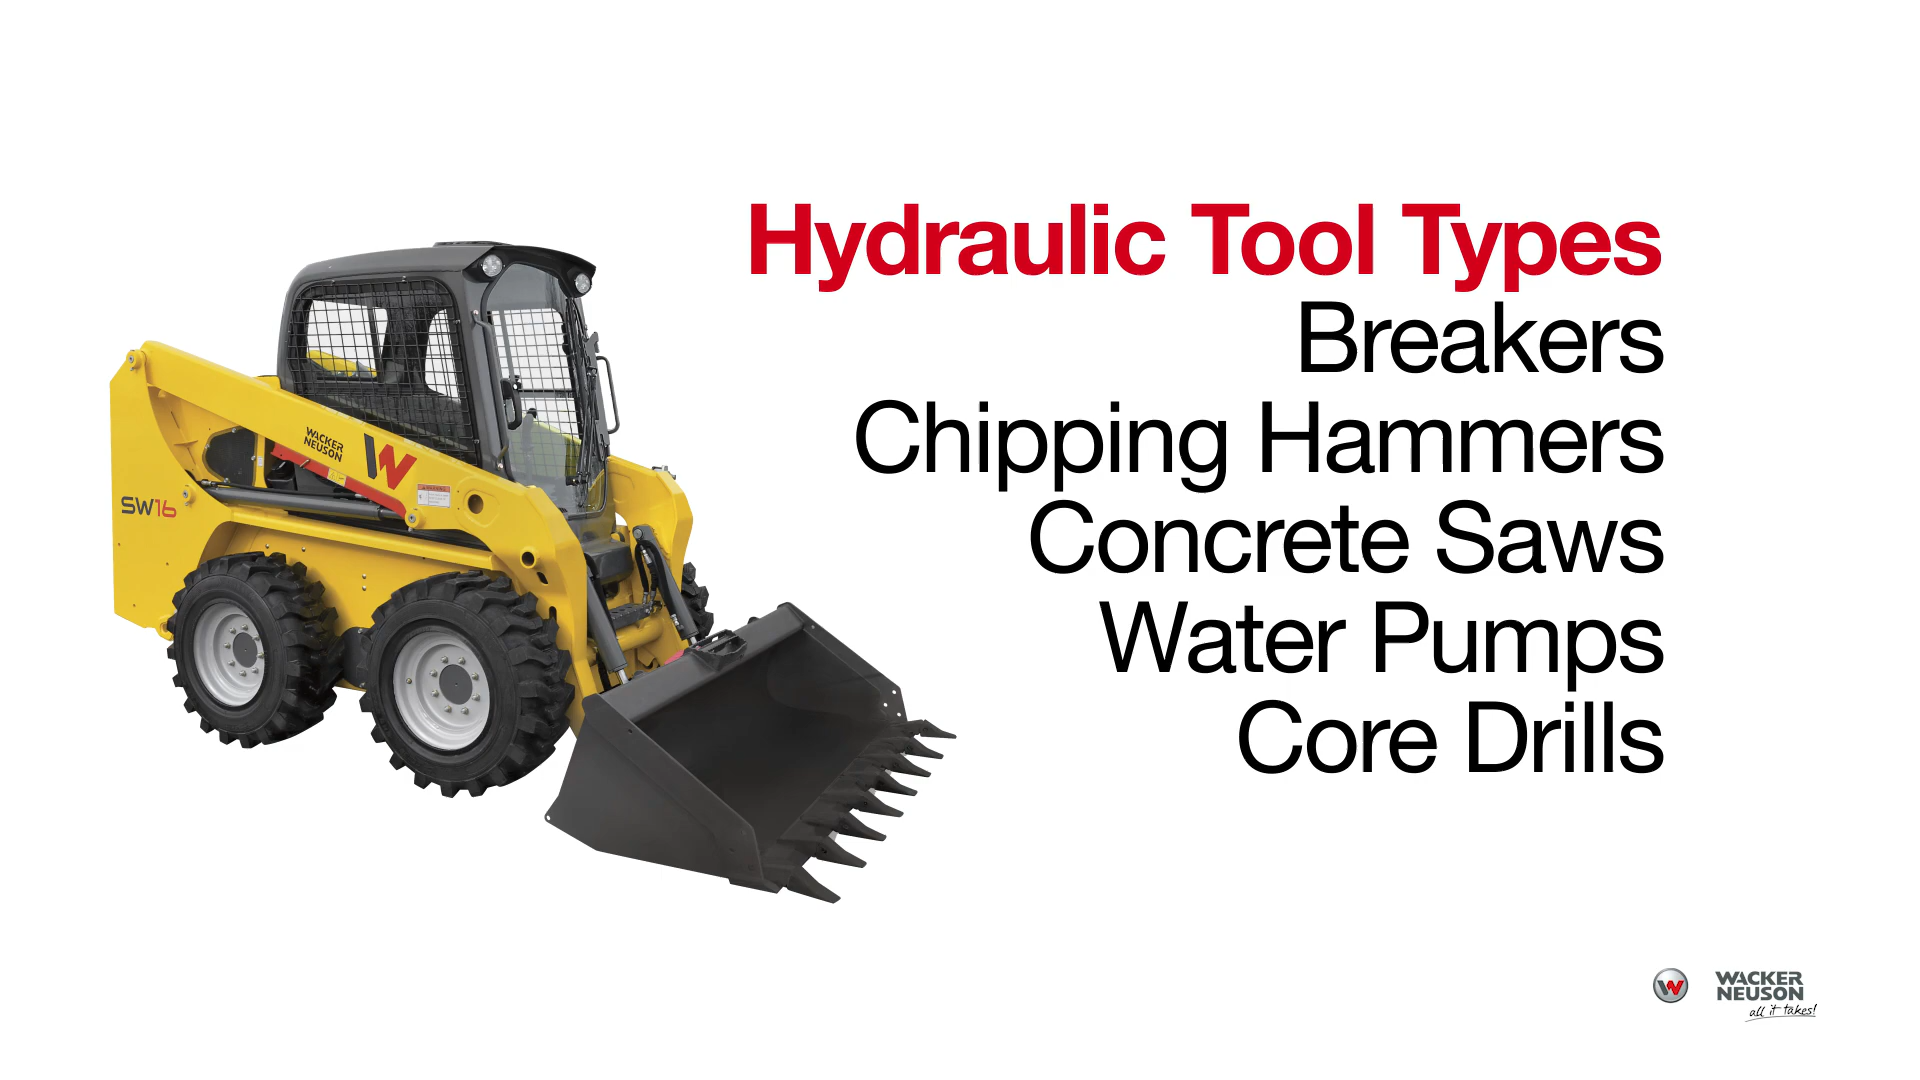 Hydraulic Tool Types
Breakers
Chipping Hammers
Concrete Saws
Water Pumps
Core Drills
WACKER
NEUSON
W
SW16
W
WACKER
NEUSON
all it takes!